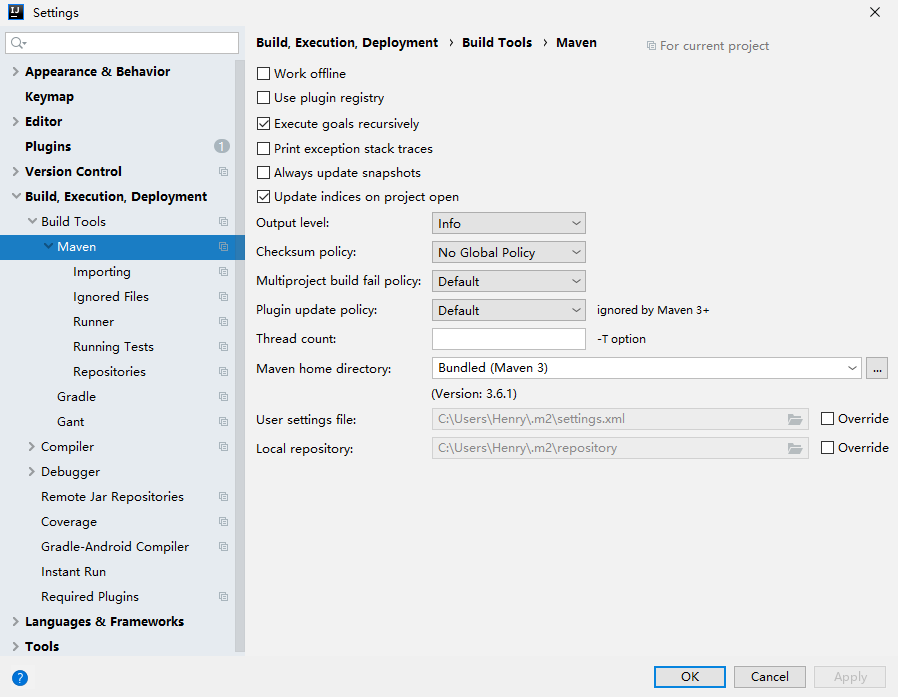 IJ Settings
Build, Execution, Deployment › Build Tools › Maven For current project
Appearance & Behavior
Keymap
Editor
Plugins 1
Version Control
Build, Execution, Deployment
Build Tools
Maven
Importing
Ignored Files
Runner
Running Tests
Repositories
Gradle
Gant
Compiler
Debugger
Remote Jar Repositories
Coverage
Gradle-Android Compiler
Instant Run
Required Plugins
Languages & Frameworks
Tools
Work offline
Use plugin registry
Execute goals recursively
Print exception stack traces
Always update snapshots
Update indices on project open
Output level: Info
Checksum policy: No Global Policy
Multiproject build fail policy: Default
Plugin update policy: Default ignored by Maven 3+
Thread count: -T option
Maven home directory: Bundled (Maven 3) ...
(Version: 3.6.1)
User settings file: C:\Users\Henry\.m2\settings.xml Override
Local repository: C:\Users\Henry\.m2\repository Override
? OK Cancel Apply